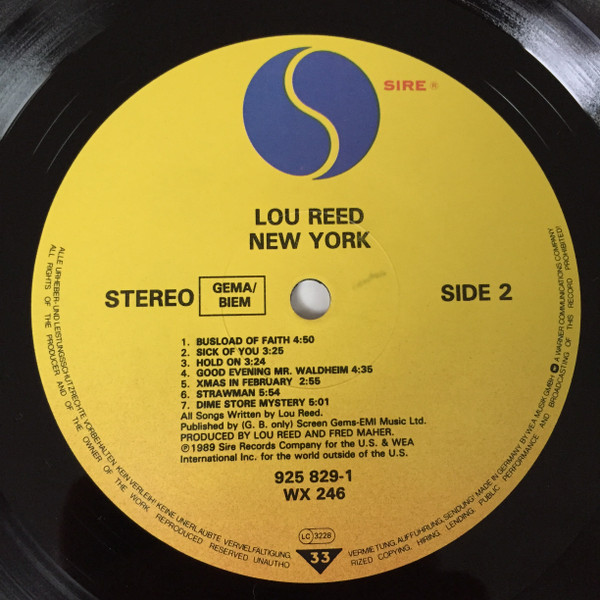 SIRE ®
LOU REED
NEW YORK
STEREO
GEMA/
BIEM
SIDE 2
1. BUSLOAD OF FAITH 4:50
2. SICK OF YOU 3:25
3. HOLD ON 3:24
4. GOOD EVENING MR. WALDHEIM 4:35
5. XMAS IN FEBRUARY 2:55
6. STRAWMAN 5:54
7. DIME STORE MYSTERY 5:01
All Songs Written by Lou Reed.
Published by (G. B. only) Screen Gems-EMI Music Ltd.
PRODUCED BY LOU REED AND FRED MAHER.
℗1989 Sire Records Company for the U.S. & WEA
International Inc. for the world outside of the U.S.
925 829-1
WX 246
LC 3228
33
ALLE URHEBER- UND LEISTUNGSSCHUTZRECHTE VORBEHALTEN. KEIN VERLEIH! KEINE UNERLAUBTE VERVIELFÄLTIGUNG,
VERMIETUNG, AUFFÜHRUNG, SENDUNG! MADE IN GERMANY BY WEA MUSIK GMBH A WARNER COMMUNICATIONS COMPANY
ALL RIGHTS OF THE PRODUCER AND OF THE OWNER OF THE WORK REPRODUCED RESERVED. UNAUTHO
RIZED COPYING, HIRING, LENDING, PUBLIC PERFORMANCE AND BROADCASTING OF THIS RECORD PROHIBITED!